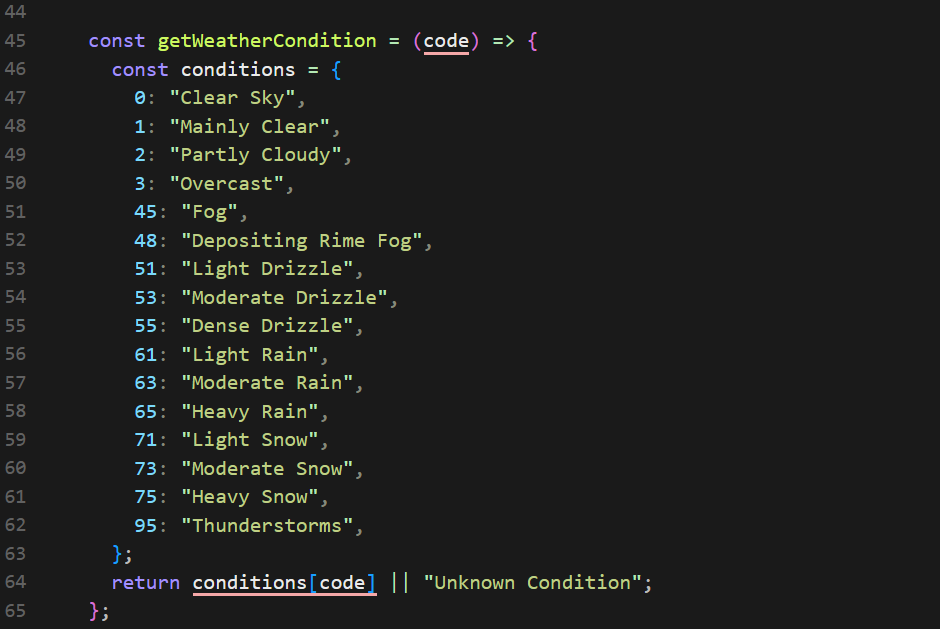 44
45 const getWeatherCondition = (code) => {
46 const conditions = {
47 0: "Clear Sky",
48 1: "Mainly Clear",
49 2: "Partly Cloudy",
50 3: "Overcast",
51 45: "Fog",
52 48: "Depositing Rime Fog",
53 51: "Light Drizzle",
54 53: "Moderate Drizzle",
55 55: "Dense Drizzle",
56 61: "Light Rain",
57 63: "Moderate Rain",
58 65: "Heavy Rain",
59 71: "Light Snow",
60 73: "Moderate Snow",
61 75: "Heavy Snow",
62 95: "Thunderstorms",
63 };
64 return conditions[code] || "Unknown Condition";
65 };